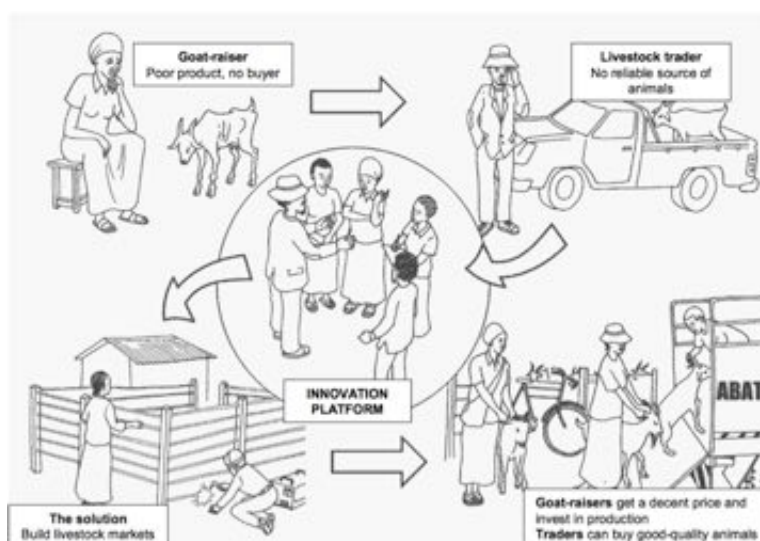 Goat-raiser
Poor product, no buyer
Livestock trader
No reliable source of
animals
INNOVATION
PLATFORM
ABAT
The solution
Build livestock markets
Goat-raisers get a decent price and
invest in production
Traders can buy good-quality animals